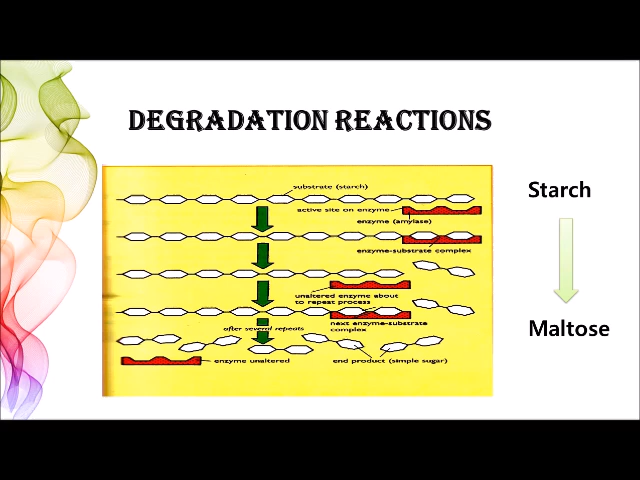 DEGRADATION REACTIONS
substrate (starch)
active site on enzyme
enzyme (amylase)
enzyme-substrate complex
unaltered enzyme about
to repeat process
next enzyme-substrate
complex
after several repeats
enzyme unaltered
end product (simple sugar)
Starch
Maltose